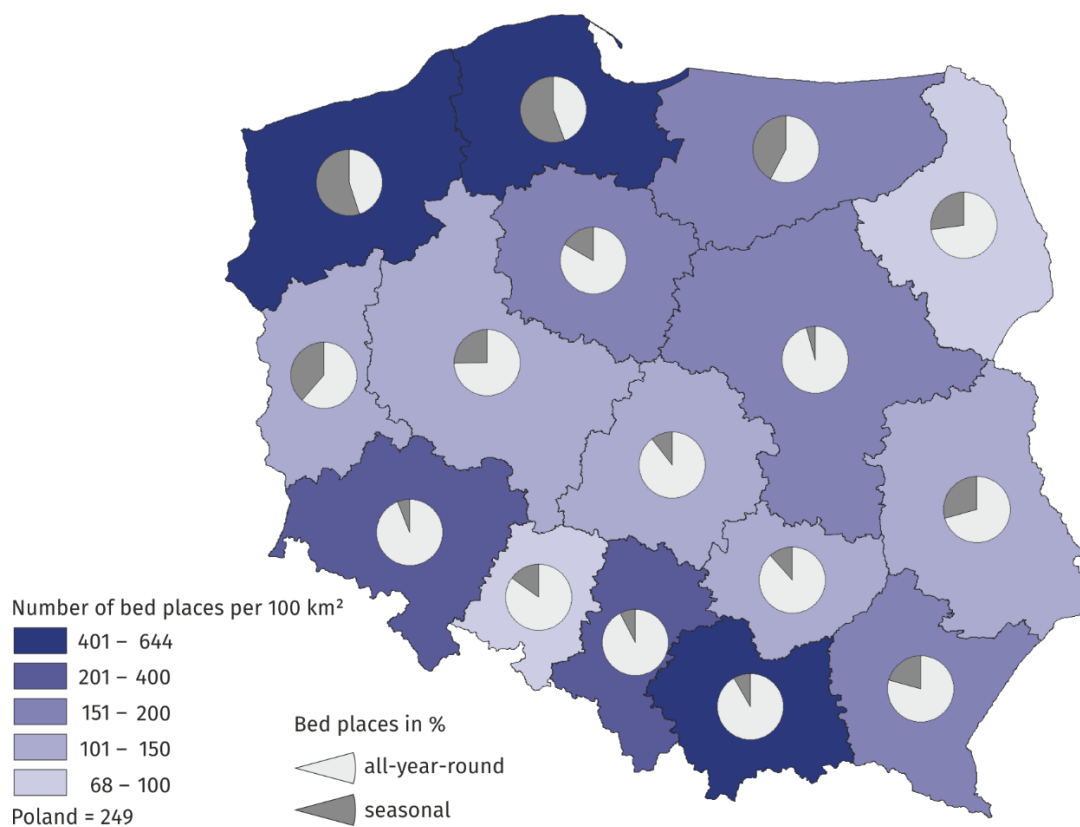 Number of bed places per 100 km²
401 – 644
201 – 400
151 – 200
101 – 150
68 – 100
Poland = 249
Bed places in %
all-year-round
seasonal